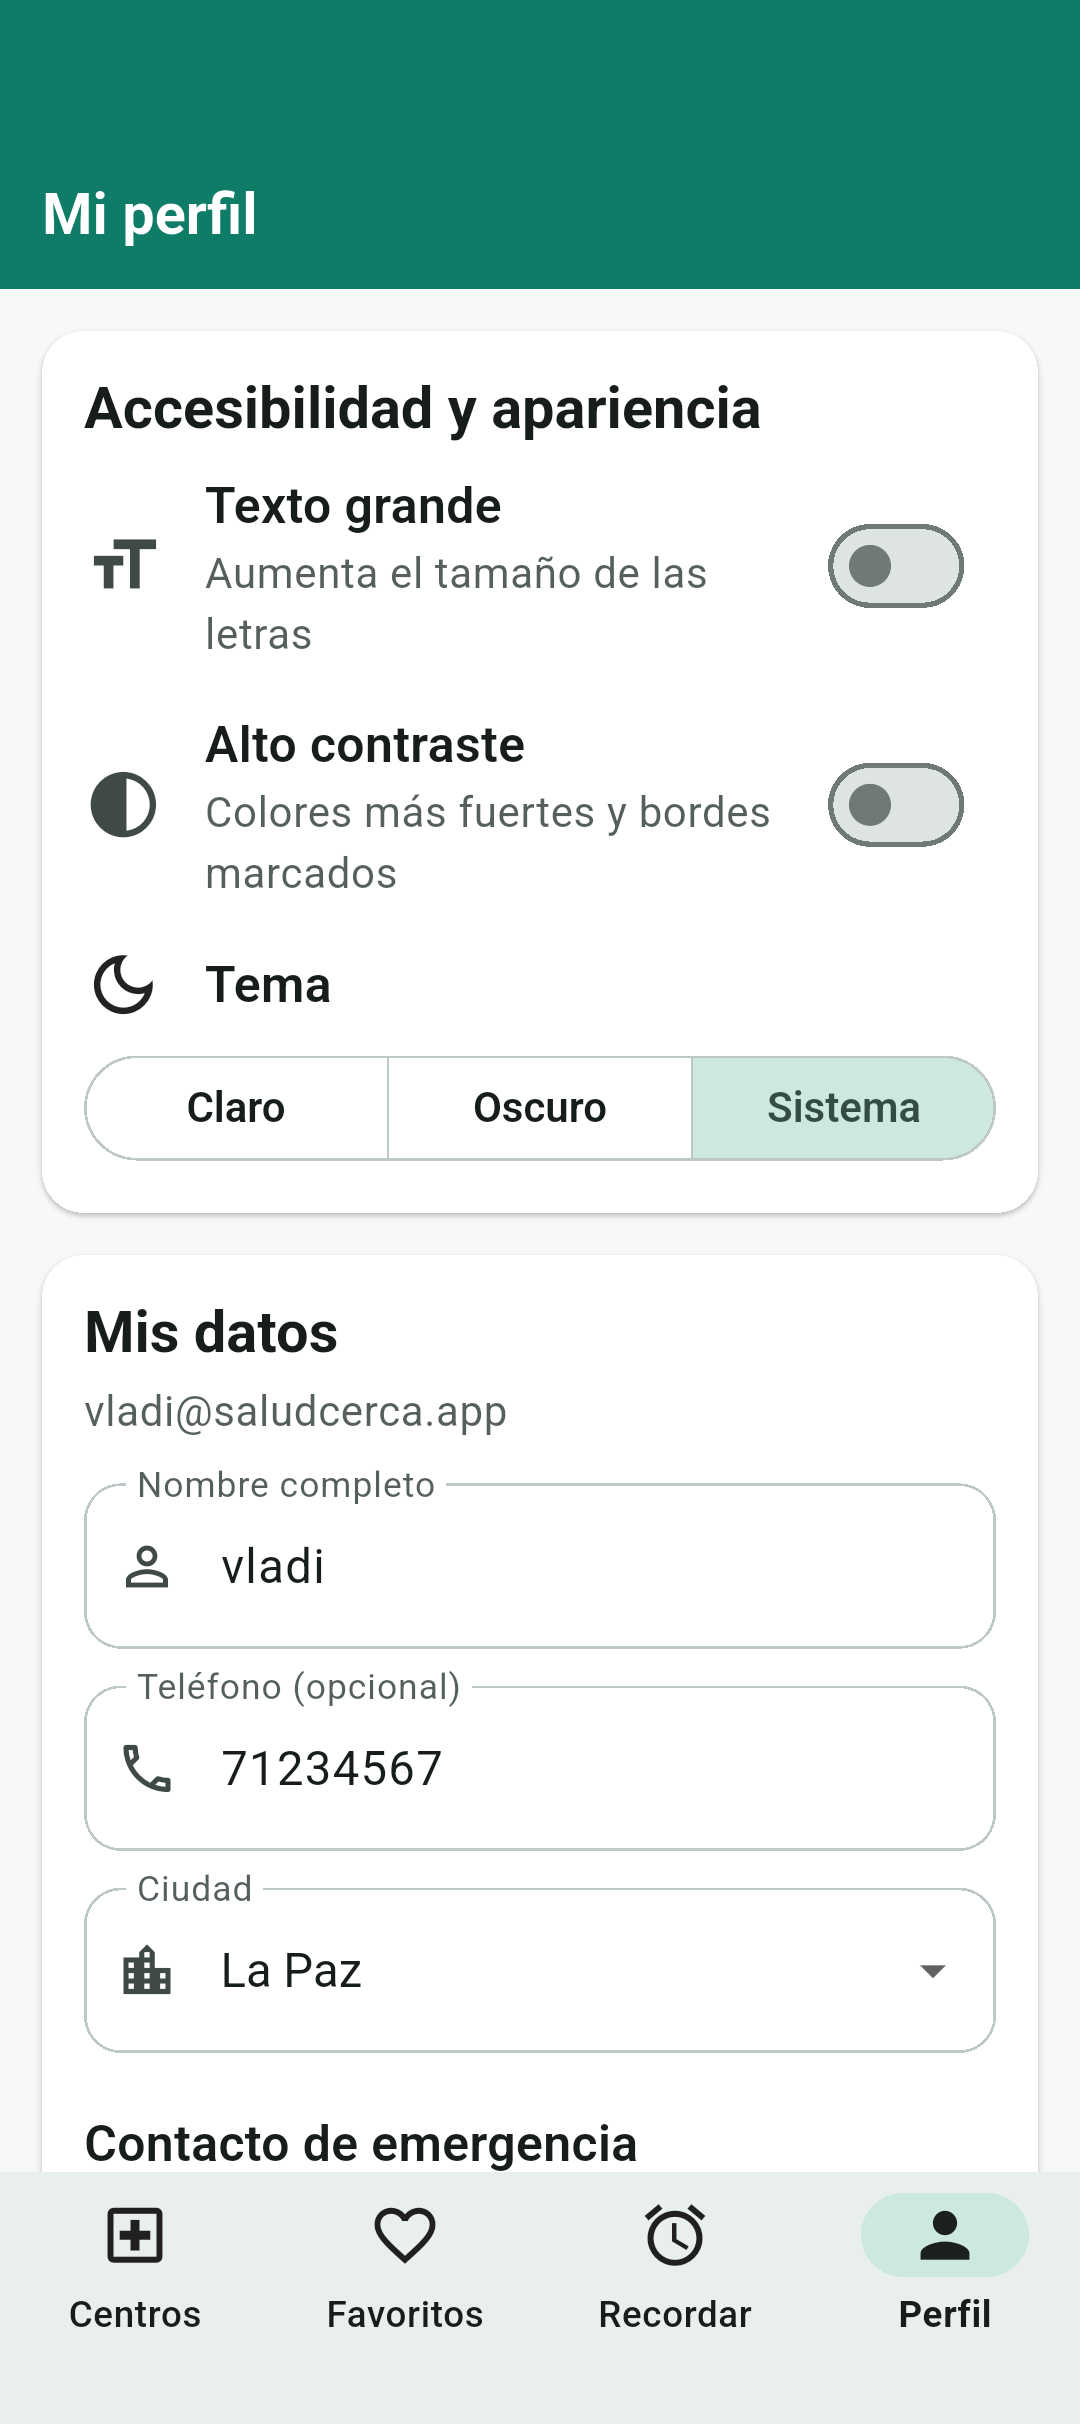 Mi perfil
Accesibilidad y apariencia
Texto grande
Aumenta el tamaño de las
letras
Alto contraste
Colores más fuertes y bordes
marcados
Tema
Claro
Oscuro
Sistema
Mis datos
vladi@saludcerca.app
Nombre completo
vladi
Teléfono (opcional)
71234567
Ciudad
La Paz
Contacto de emergencia
Centros
Favoritos
Recordar
Perfil